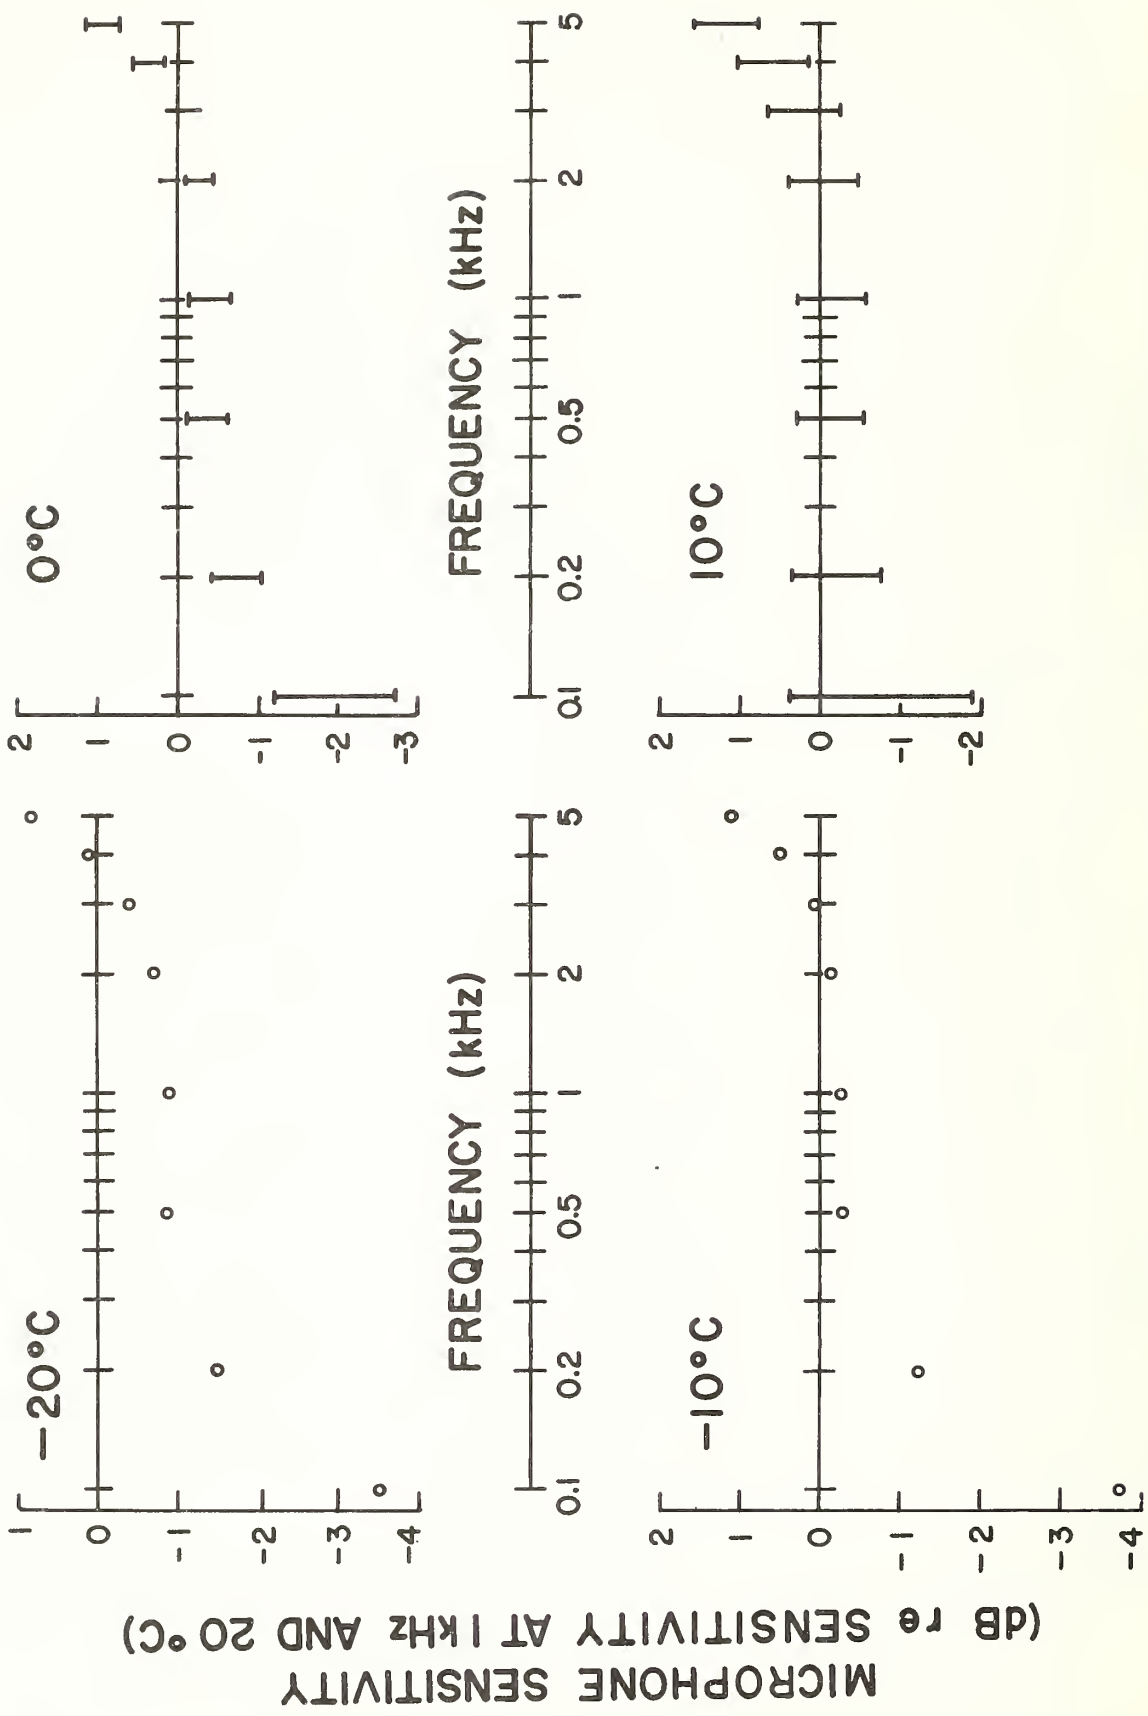 MICROPHONE SENSITIVITY
(dB re SENSITIVITY AT 1 kHz AND 20°C)
-20°C
1
0
-1
-2
-3
-4
0°C
2
1
0
-1
-2
-3
FREQUENCY (kHz)
0.1 0.2 0.5 1 2 5
FREQUENCY (kHz)
0.1 0.2 0.5 1 2 5
-10°C
2
1
0
-1
-2
-3
-4
10°C
2
1
0
-1
-2